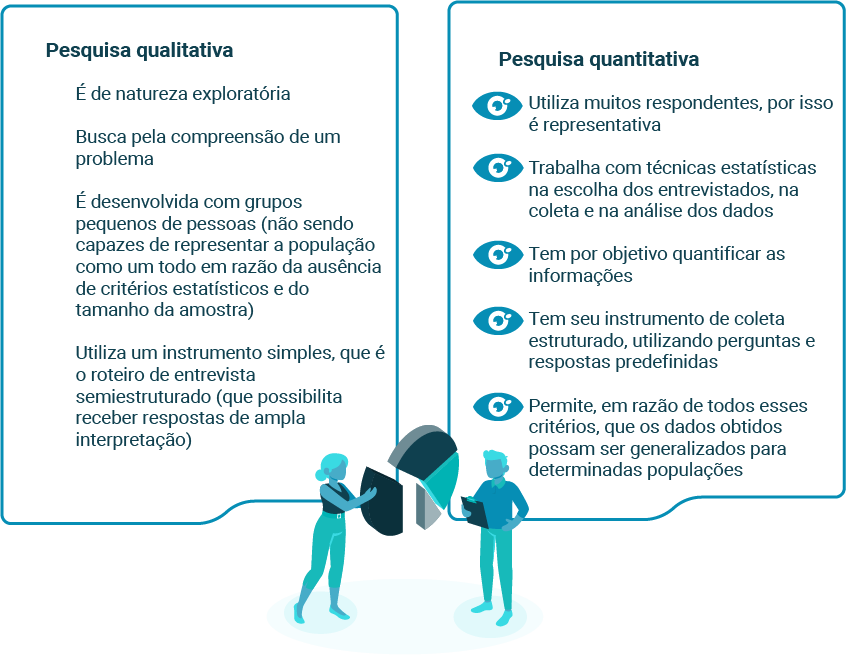 Pesquisa qualitativa
É de natureza exploratória
Busca pela compreensão de um
problema
É desenvolvida com grupos
pequenos de pessoas (não sendo
capazes de representar a população
como um todo em razão da ausência
de critérios estatísticos e do
tamanho da amostra)
Utiliza um instrumento simples, que é
o roteiro de entrevista
semiestruturado (que possibilita
receber respostas de ampla
interpretação)
Pesquisa quantitativa
Utiliza muitos respondentes, por isso
é representativa
Trabalha com técnicas estatísticas
na escolha dos entrevistados, na
coleta e na análise dos dados
Tem por objetivo quantificar as
informações
Tem seu instrumento de coleta
estruturado, utilizando perguntas e
respostas predefinidas
Permite, em razão de todos esses
critérios, que os dados obtidos
possam ser generalizados para
determinadas populações